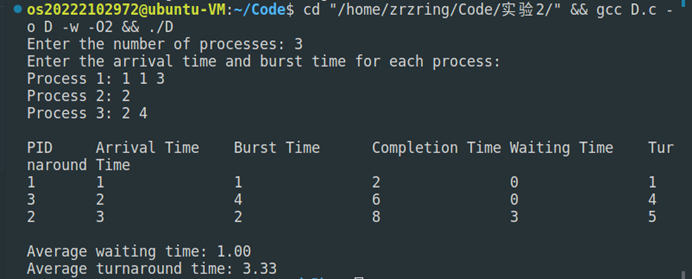 os20222102972@ubuntu-VM:~/Code$ cd "/home/zrzring/Code/实验2/" && gcc D.c -
o D -w -O2 && ./D
Enter the number of processes: 3
Enter the arrival time and burst time for each process:
Process 1: 1 1 3
Process 2: 2
Process 3: 2 4
PID Arrival Time Burst Time Completion Time Waiting Time Tur
naround Time
1 1 1 2 0 1
3 2 4 6 0 4
2 3 2 8 3 5
Average waiting time: 1.00
Average turnaround time: 3.33